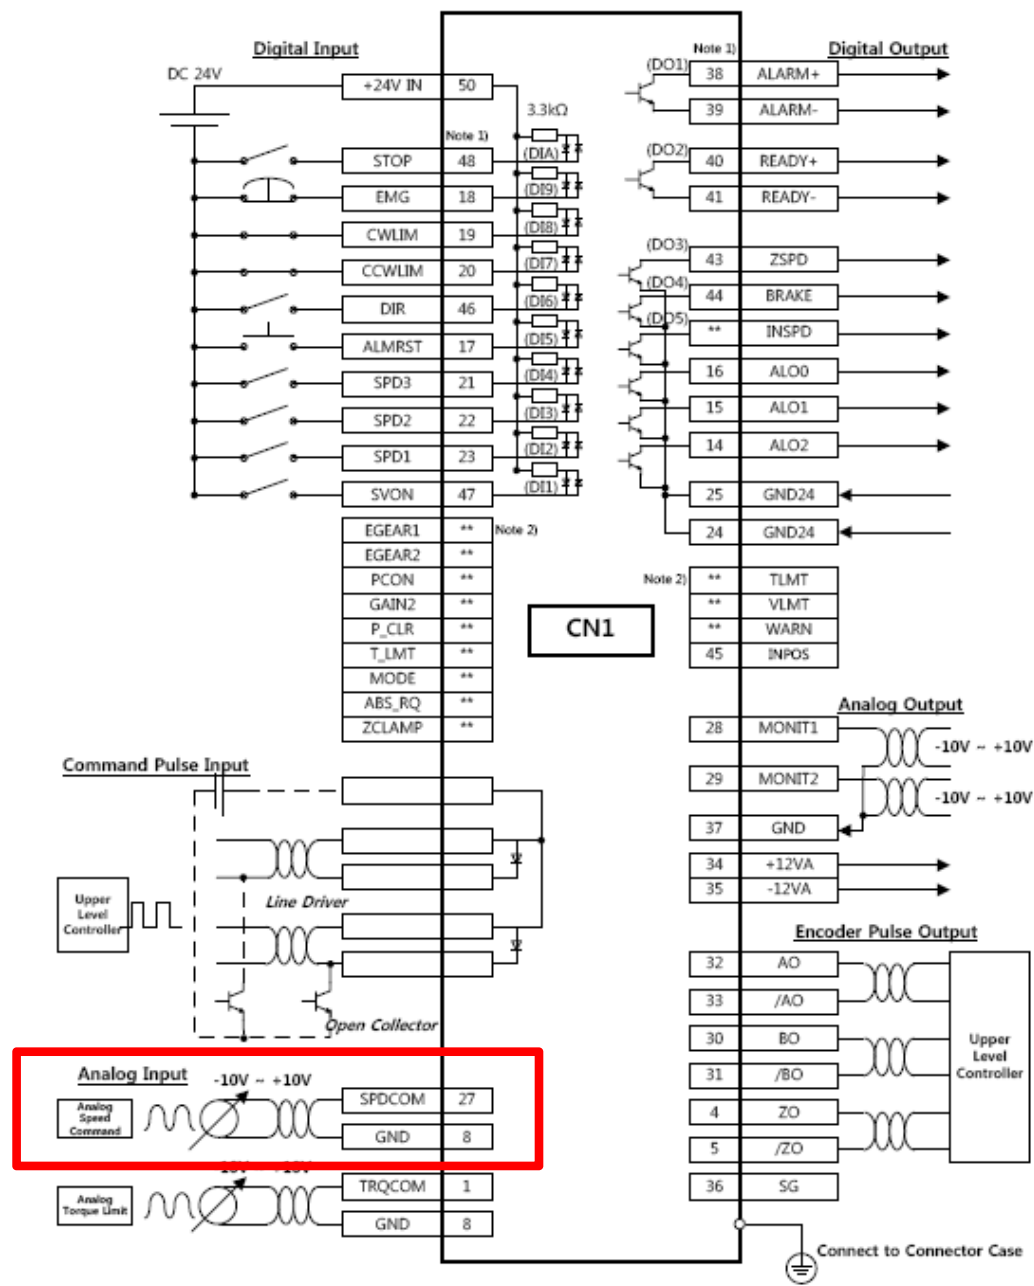 Digital Input
DC 24V
+24V IN 50
3.3kΩ
Note 1)
STOP 48 (DIA)
EMG 18 (DI9)
CWLIM 19 (DI8)
CCWLIM 20 (DI7)
DIR 46 (DI6)
ALMRST 17 (DI5)
SPD3 21 (DI4)
SPD2 22 (DI3)
SPD1 23 (DI2)
SVON 47 (DI1)
EGEAR1 ** Note 2)
EGEAR2 **
PCON **
GAIN2 **
P_CLR **
T_LMT **
MODE **
ABS_RQ **
ZCLAMP **
CN1
Note 1)
Digital Output
(DO1) 38 ALARM+
39 ALARM-
(DO2) 40 READY+
41 READY-
(DO3) 43 ZSPD
(DO4) 44 BRAKE
(DO5) ** INSPD
16 ALO0
15 ALO1
14 ALO2
25 GND24
24 GND24
Note 2) ** TLMT
** VLMT
** WARN
45 INPOS
Analog Output
28 MONIT1
-10V ~ +10V
29 MONIT2
-10V ~ +10V
37 GND
34 +12VA
35 -12VA
Command Pulse Input
Upper
Level
Controller
Line Driver
Open Collector
Encoder Pulse Output
32 AO
33 /AO
30 BO
31 /BO
4 ZO
5 /ZO
36 SG
Upper
Level
Controller
Analog Input
-10V ~ +10V
Analog
Speed
Command
SPDCOM 27
GND 8
-10V ~ +10V
Analog
Torque Limit
TRQCOM 1
GND 8
Connect to Connector Case